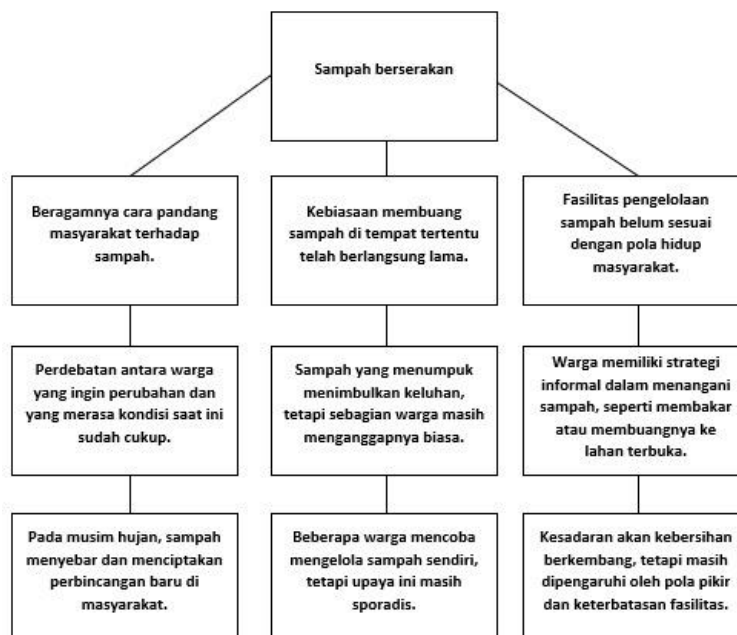 Sampah berserakan
Beragamnya cara pandang
masyarakat terhadap
sampah.
Kebiasaan membuang
sampah di tempat tertentu
telah berlangsung lama.
Fasilitas pengelolaan
sampah belum sesuai
dengan pola hidup
masyarakat.
Perdebatan antara warga
yang ingin perubahan dan
yang merasa kondisi saat ini
sudah cukup.
Sampah yang menumpuk
menimbulkan keluhan,
tetapi sebagian warga masih
menganggapnya biasa.
Warga memiliki strategi
informal dalam menangani
sampah, seperti membakar
atau membuangnya ke
lahan terbuka.
Pada musim hujan, sampah
menyebar dan menciptakan
perbincangan baru di
masyarakat.
Beberapa warga mencoba
mengelola sampah sendiri,
tetapi upaya ini masih
sporadis.
Kesadaran akan kebersihan
berkembang, tetapi masih
dipengaruhi oleh pola pikir
dan keterbatasan fasilitas.